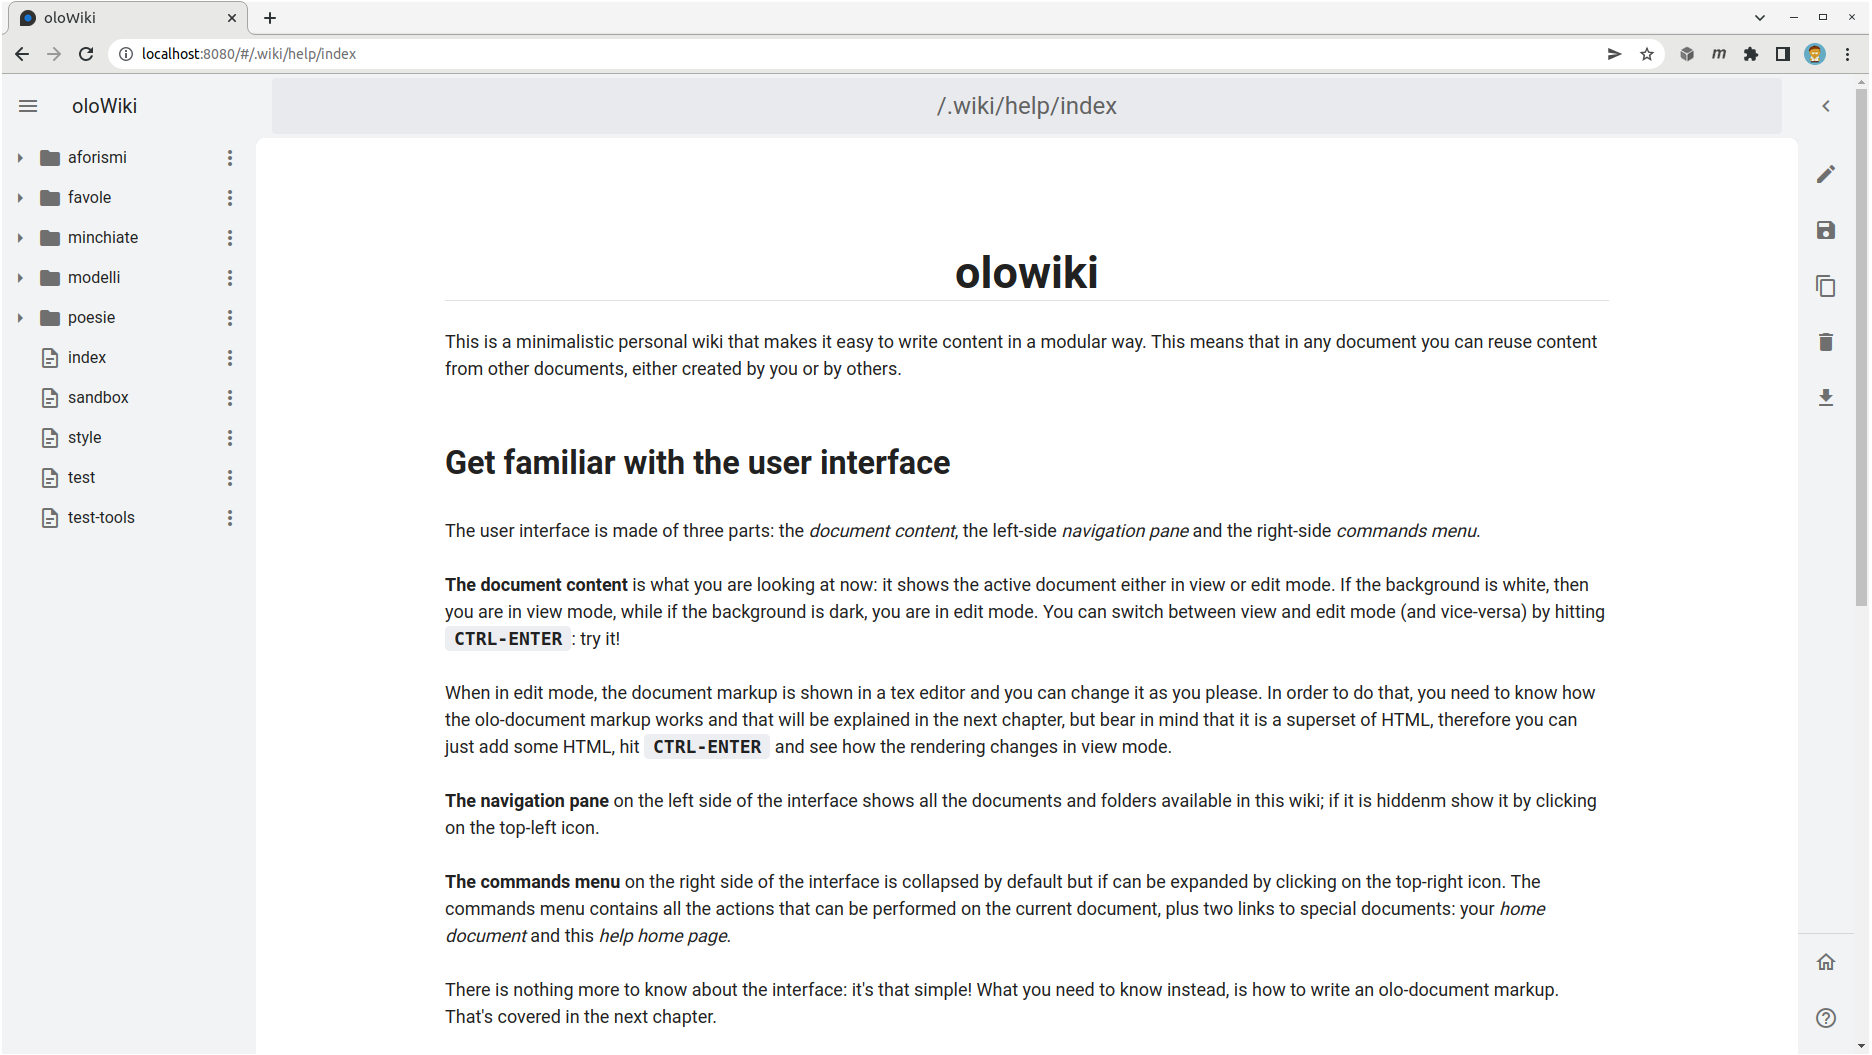 oloWiki
localhost:8080/#/.wiki/help/index
m
oloWiki
/.wiki/help/index
aforismi
favole
minchiate
modelli
poesie
index
sandbox
style
test
test-tools
olowiki
This is a minimalistic personal wiki that makes it easy to write content in a modular way. This means that in any document you can reuse content
from other documents, either created by you or by others.
Get familiar with the user interface
The user interface is made of three parts: the document content, the left-side navigation pane and the right-side commands menu.
The document content is what you are looking at now: it shows the active document either in view or edit mode. If the background is white, then
you are in view mode, while if the background is dark, you are in edit mode. You can switch between view and edit mode (and vice-versa) by hitting
CTRL-ENTER : try it!
When in edit mode, the document markup is shown in a tex editor and you can change it as you please. In order to do that, you need to know how
the olo-document markup works and that will be explained in the next chapter, but bear in mind that it is a superset of HTML, therefore you can
just add some HTML, hit CTRL-ENTER and see how the rendering changes in view mode.
The navigation pane on the left side of the interface shows all the documents and folders available in this wiki; if it is hiddenm show it by clicking
on the top-left icon.
The commands menu on the right side of the interface is collapsed by default but if can be expanded by clicking on the top-right icon. The
commands menu contains all the actions that can be performed on the current document, plus two links to special documents: your home
document and this help home page.
There is nothing more to know about the interface: it's that simple! What you need to know instead, is how to write an olo-document markup.
That's covered in the next chapter.